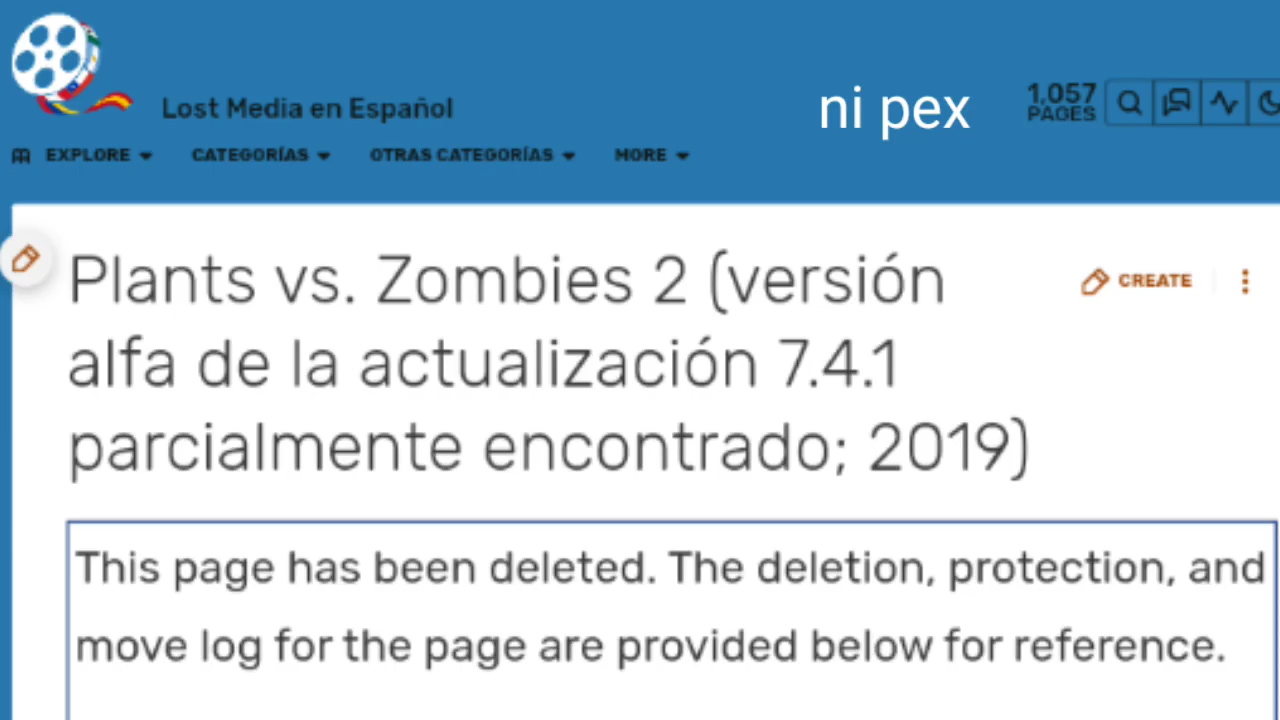 Lost Media en Español
ni pex
1,057
PAGES
EXPLORE
CATEGORÍAS
OTRAS CATEGORÍAS
MORE
Plants vs. Zombies 2 (versión
alfa de la actualización 7.4.1
parcialmente encontrado; 2019)
CREATE
This page has been deleted. The deletion, protection, and
move log for the page are provided below for reference.